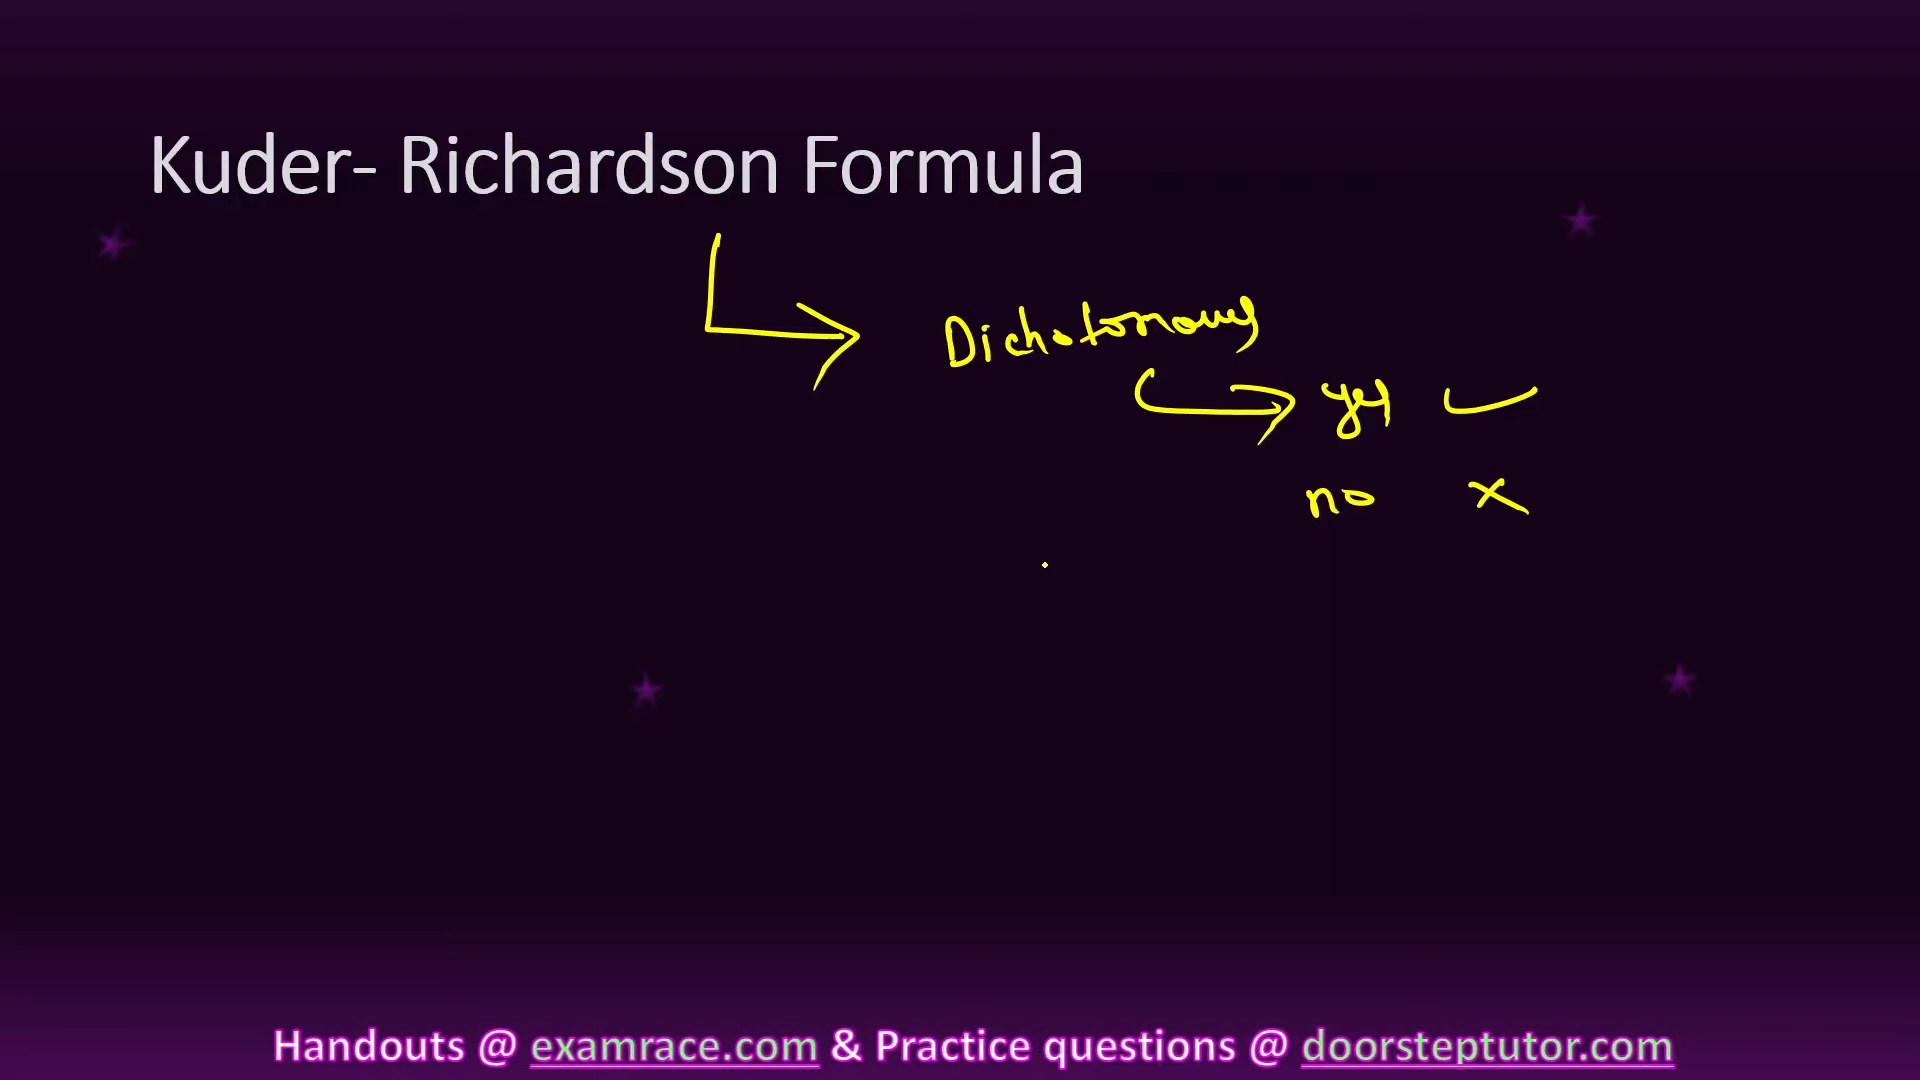 Kuder- Richardson Formula
Dichotomous
yes ✓
no ×
Handouts @ examrace.com & Practice questions @ doorsteptutor.com